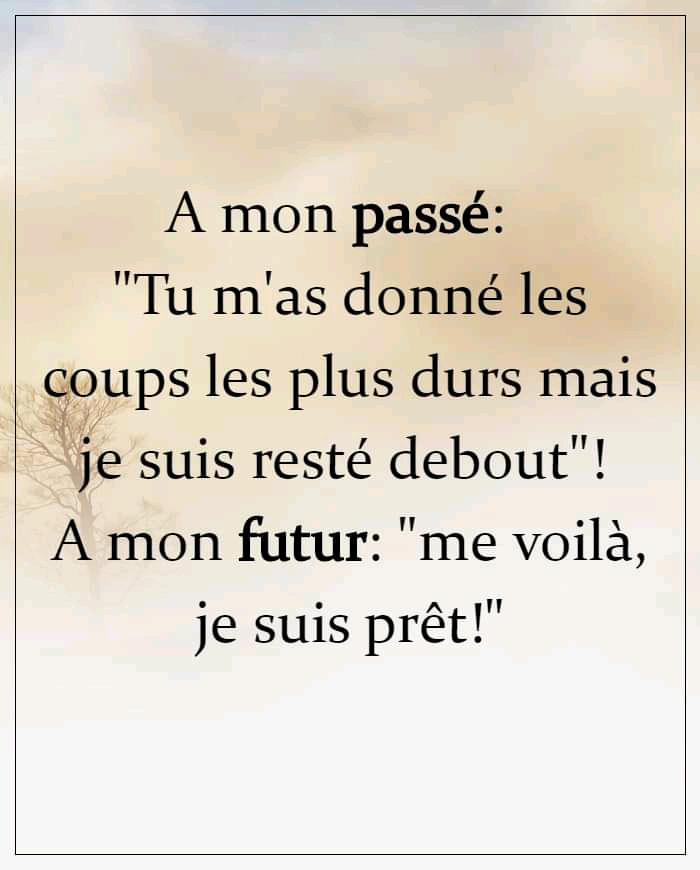 A mon passé:
"Tu m'as donné les
coups les plus durs mais
je suis resté debout"!
A mon futur: "me voilà,
je suis prêt!"